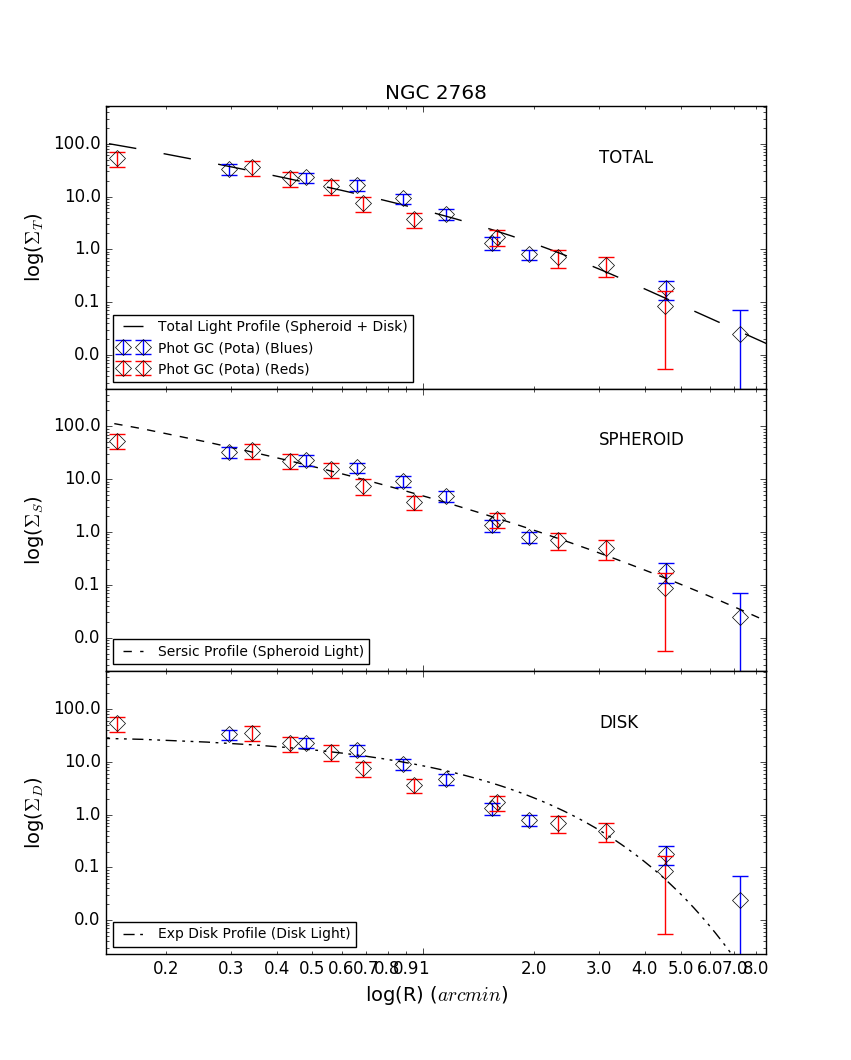 NGC 2768
log(Σ_T)
100.0
10.0
1.0
0.1
0.0
TOTAL
Total Light Profile (Spheroid + Disk)
Phot GC (Pota) (Blues)
Phot GC (Pota) (Reds)
log(Σ_S)
100.0
10.0
1.0
0.1
0.0
SPHEROID
Sersic Profile (Spheroid Light)
log(Σ_D)
100.0
10.0
1.0
0.1
0.0
DISK
Exp Disk Profile (Disk Light)
0.2 0.3 0.4 0.5 0.6 0.7 0.8 0.9 1 2.0 3.0 4.0 5.0 6.0 7.0 8.0
log(R) (arcmin)